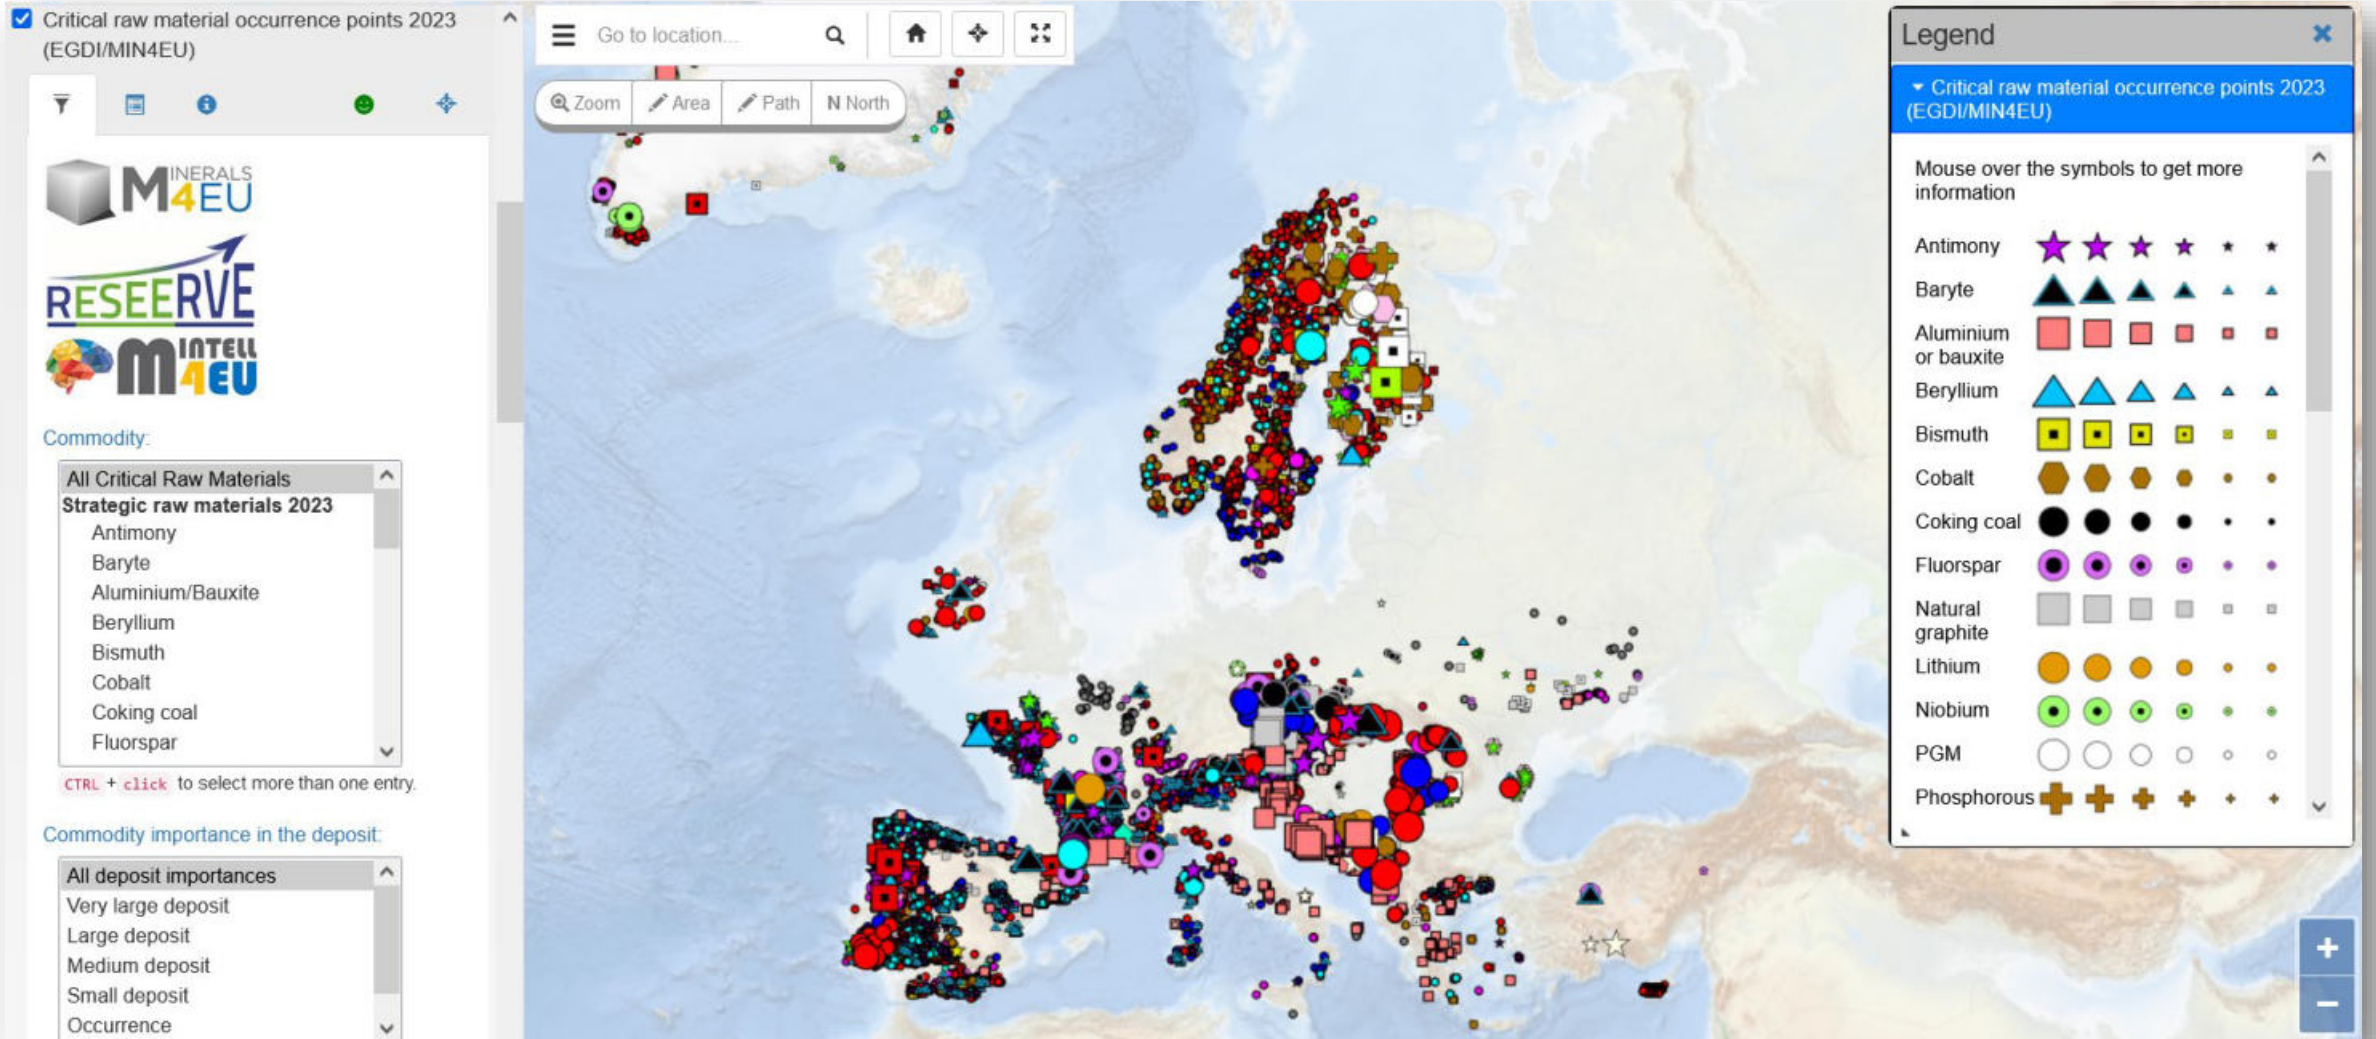 Critical raw material occurrence points 2023
(EGDI/MIN4EU)
MINERALS
4EU
RESEERVE
MINTELL
4EU
Commodity:
All Critical Raw Materials
Strategic raw materials 2023
Antimony
Baryte
Aluminium/Bauxite
Beryllium
Bismuth
Cobalt
Coking coal
Fluorspar
CTRL + click to select more than one entry.
Commodity importance in the deposit:
All deposit importances
Very large deposit
Large deposit
Medium deposit
Small deposit
Occurrence
Go to location...
Zoom
Area
Path
N North
Legend
Critical raw material occurrence points 2023
(EGDI/MIN4EU)
Mouse over the symbols to get more
information
Antimony
Baryte
Aluminium
or bauxite
Beryllium
Bismuth
Cobalt
Coking coal
Fluorspar
Natural
graphite
Lithium
Niobium
PGM
Phosphorous